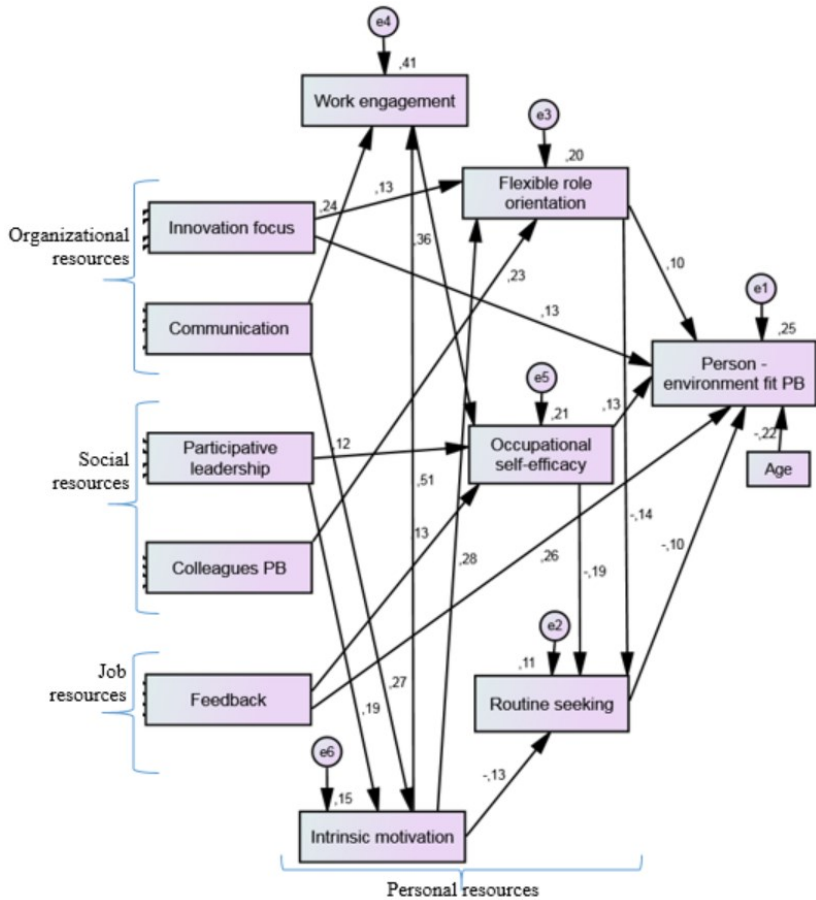 e4
,41
Work engagement
e3
,20
Flexible role
orientation
,13
,24
Innovation focus
Organizational
resources
,36
,23
,10
e1
,25
Communication
,13
Person -
environment fit PB
e5
,21
,13
Participative
leadership
,12
Occupational
self-efficacy
-,22
Age
Social
resources
,51
-,14
Colleagues PB
13
,28
,26
-,19
-,10
e2
,11
Job
resources
Feedback
,27
,19
Routine seeking
e6
,15
-,13
Intrinsic motivation
Personal resources